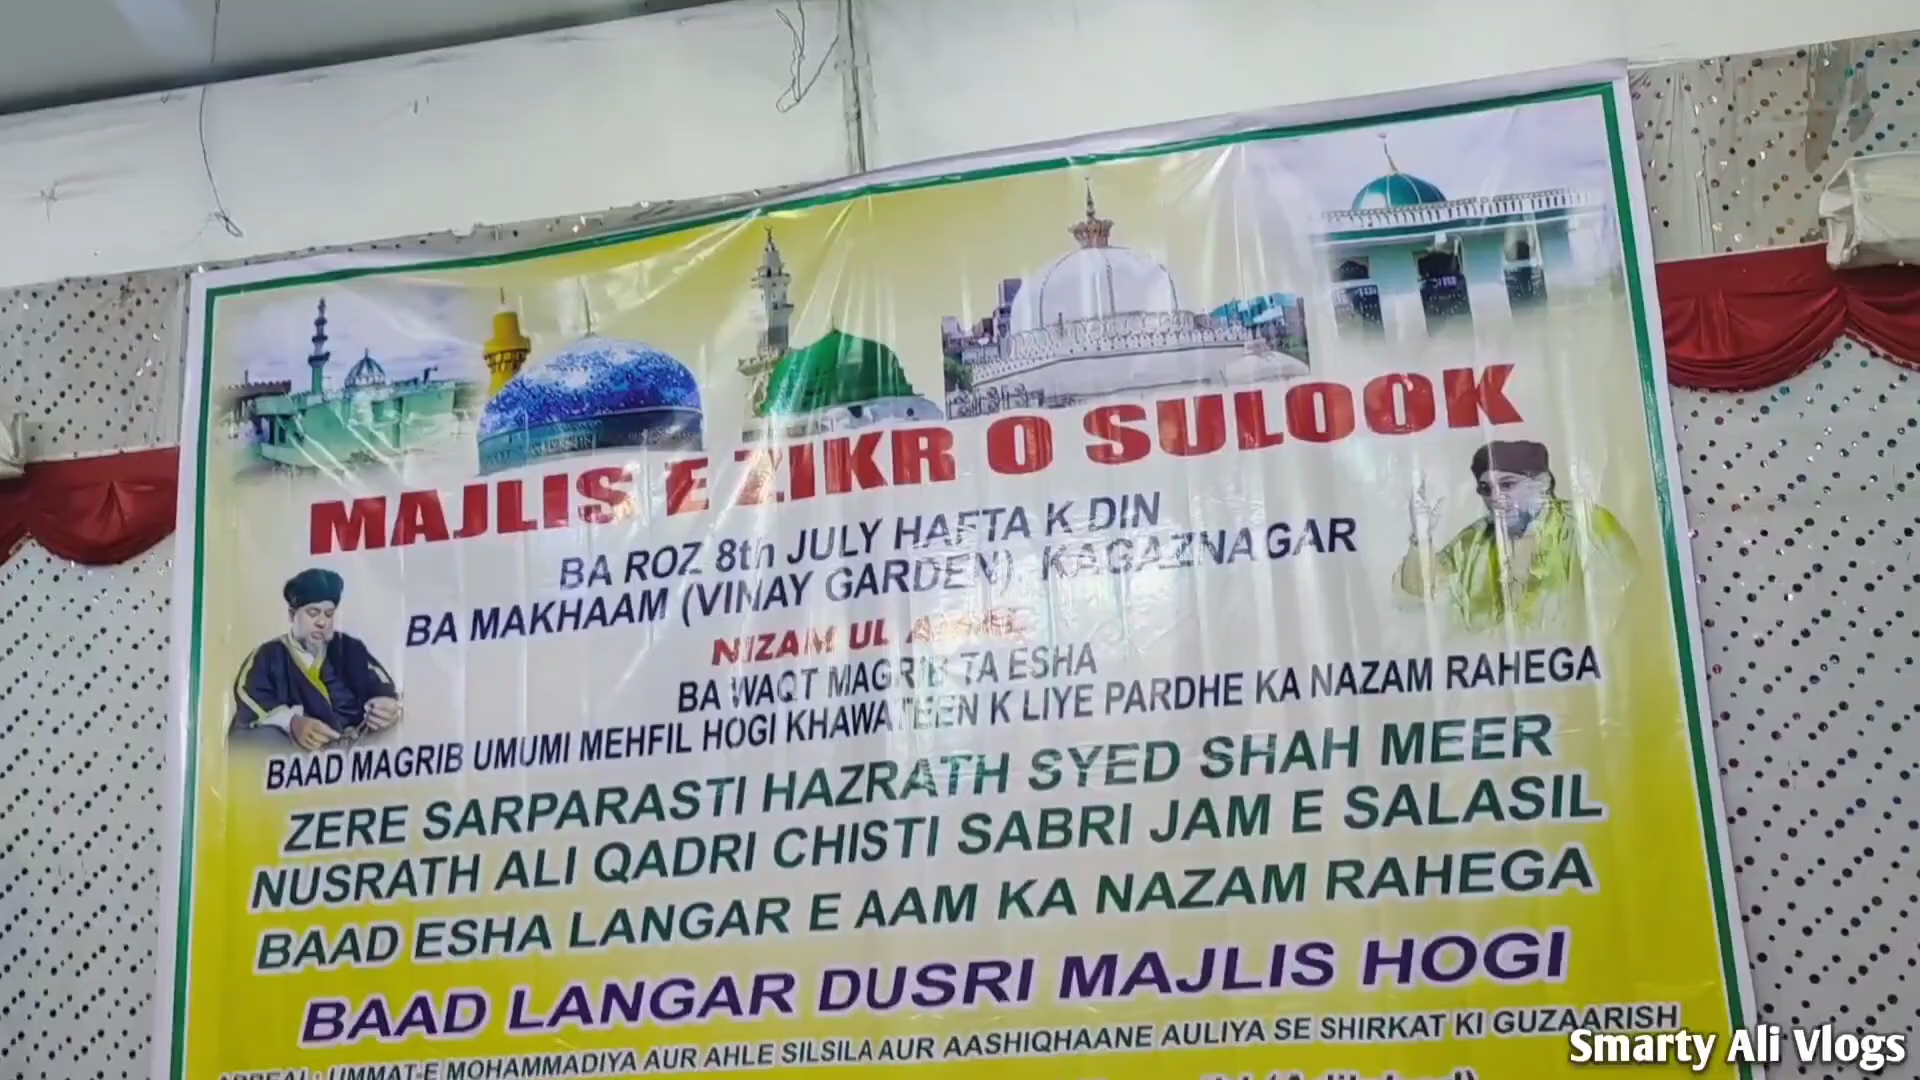 MAJLIS E ZIKR O SULOOK
BA ROZ 8th JULY HAFTA K DIN
BA MAKHAAM (VINAY GARDEN). KAGAZNAGAR
NIZAM UL
BA WAQT MAGRIB TA ESHA
BAAD MAGRIB UMUMI MEHFIL HOGI KHAWATEEN K LIYE PARDHE KA NAZAM RAHEGA
ZERE SARPARASTI HAZRATH SYED SHAH MEER
NUSRATH ALI QADRI CHISTI SABRI JAM E SALASIL
BAAD ESHA LANGAR E AAM KA NAZAM RAHEGA
BAAD LANGAR DUSRI MAJLIS HOGI
APPEAL: UMMAT-E MOHAMMADIYA AUR AHLE SILSILA AUR AASHIQHAANE AULIYA SE SHIRKAT KI GUZAARISH
Smarty Ali Vlogs